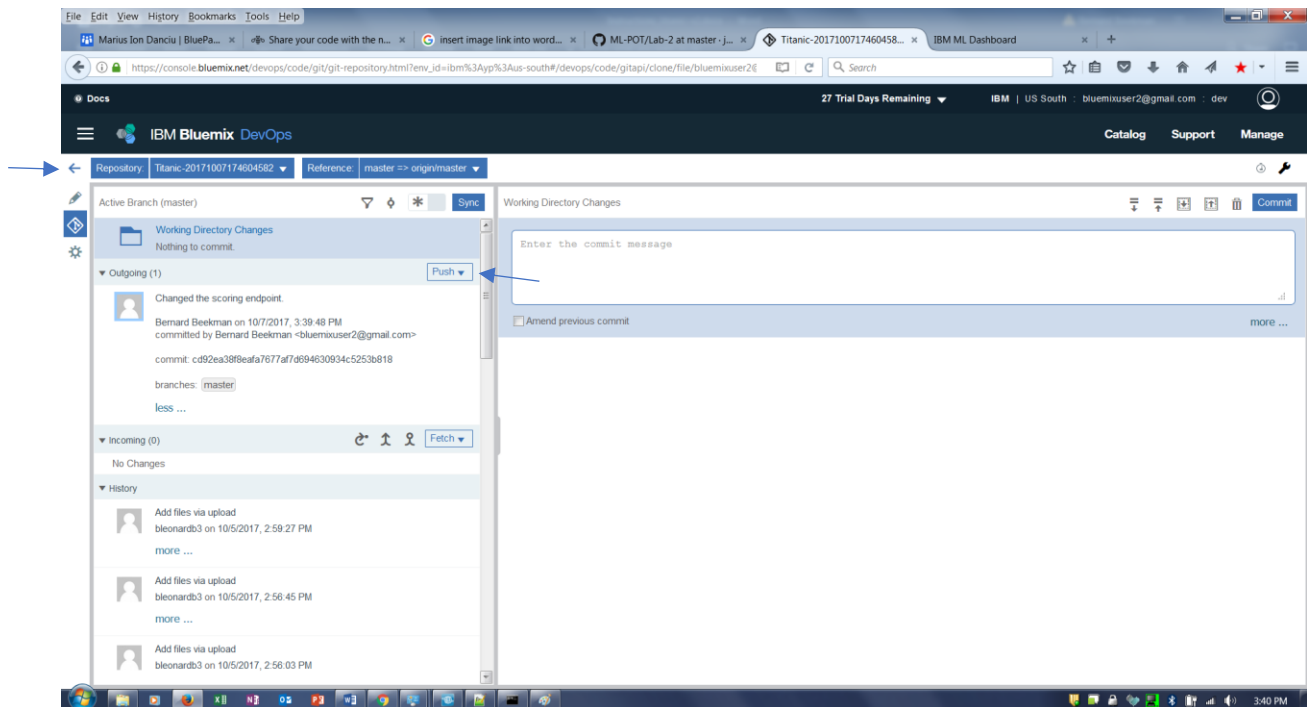 File Edit View History Bookmarks Tools Help
Marius Ion Danciu | BluePa... × Share your code with the n... × insert image link into word... × ML-POT/Lab-2 at master · j... × Titanic-2017100717460458... × IBM ML Dashboard × +
https://console.bluemix.net/devops/code/git/git-repository.html?env_id=ibm%3Ayp%3Aus-south#/devops/code/gitapi/clone/file/bluemixuser2 Search
Docs 27 Trial Days Remaining IBM | US South : bluemixuser2@gmail.com : dev
IBM Bluemix DevOps Catalog Support Manage
Repository: Titanic-20171007174604582 Reference: master => origin/master
Active Branch (master) Sync Working Directory Changes Commit
Working Directory Changes
Nothing to commit.
Enter the commit message
Outgoing (1) Push
Changed the scoring endpoint.
Bernard Beekman on 10/7/2017, 3:39:48 PM
Amend previous commit more ...
committed by Bernard Beekman <bluemixuser2@gmail.com>
commit: cd92ea38f8eafa7677af7d694630934c5253b818
branches: master
less ...
Incoming (0) Fetch
No Changes
History
Add files via upload
bleonardb3 on 10/5/2017, 2:59:27 PM
more ...
Add files via upload
bleonardb3 on 10/5/2017, 2:56:45 PM
more ...
Add files via upload
bleonardb3 on 10/5/2017, 2:56:03 PM
3:40 PM